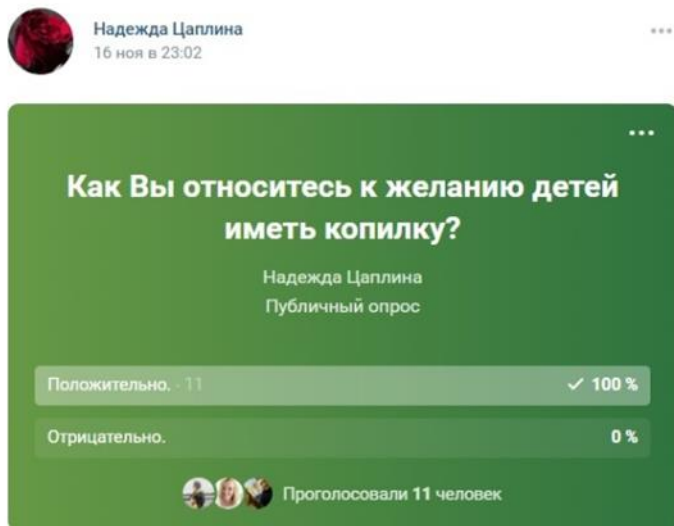 Надежда Цаплина
16 ноя в 23:02
Как Вы относитесь к желанию детей
иметь копилку?
Надежда Цаплина
Публичный опрос
Положительно. · 11 ✓ 100 %
Отрицательно. 0 %
Проголосовали 11 человек